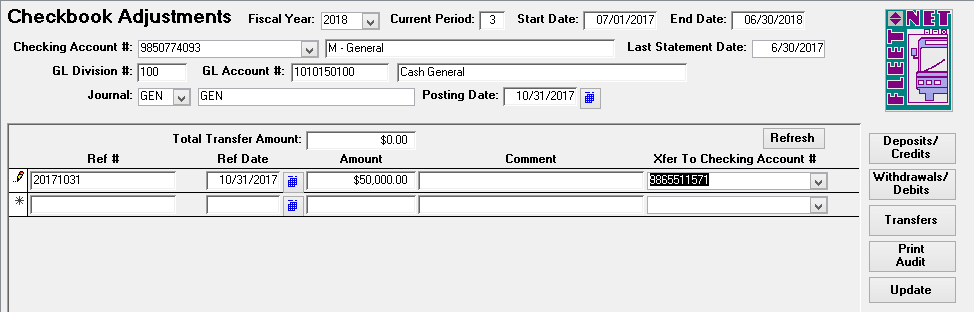 Checkbook Adjustments Fiscal Year: 2018 Current Period: 3 Start Date: 07/01/2017 End Date: 06/30/2018
Checking Account #: 9850774093 M - General Last Statement Date: 6/30/2017
GL Division #: 100 GL Account #: 1010150100 Cash General
Journal: GEN GEN Posting Date: 10/31/2017
FLEET NET
Total Transfer Amount: $0.00 Refresh
Ref # Ref Date Amount Comment Xfer To Checking Account #
20171031 10/31/2017 $50,000.00 9865511571
Deposits/
Credits
Withdrawals/
Debits
Transfers
Print
Audit
Update